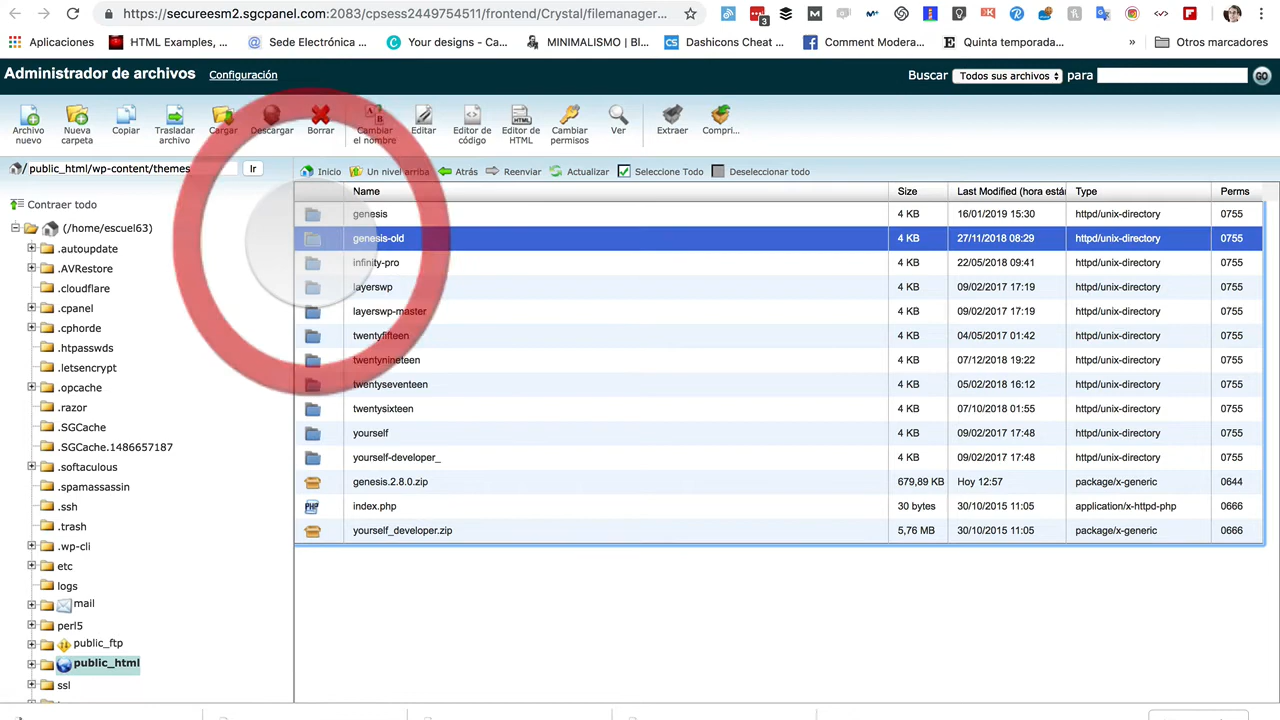 https://secureesm2.sgcpanel.com:2083/cpsess2449754511/frontend/Crystal/filemanager...
3
Aplicaciones
HTML Examples, ...
Sede Electrónica ...
Your designs - Ca...
MINIMALISMO | Bl...
CS Dashicons Cheat ...
Comment Modera...
Quinta temporada...
»
Otros marcadores
Administrador de archivos
Configuración
Buscar
Todos sus archivos
para
GO
Archivo nuevo
Nueva carpeta
Copiar
Trasladar archivo
Cargar
Descargar
Borrar
Cambiar el nombre
Editar
Editor de código
Editor de HTML
Cambiar permisos
Ver
Extraer
Compri...
/ public_html/wp-content/themes
Ir
Inicio
Un nivel arriba
Atrás
Reenviar
Actualizar
Seleccione Todo
Deseleccionar todo
Contraer todo
(/home/escuel63)
.autoupdate
.AVRestore
.cloudflare
.cpanel
.cphorde
.htpasswds
.letsencrypt
.opcache
.razor
.SGCache
.SGCache.1486657187
.softaculous
.spamassassin
.ssh
.trash
.wp-cli
etc
logs
mail
perl5
public_ftp
public_html
ssl
Name Size Last Modified (hora están Type Perms
genesis 4 KB 16/01/2019 15:30 httpd/unix-directory 0755
genesis-old 4 KB 27/11/2018 08:29 httpd/unix-directory 0755
infinity-pro 4 KB 22/05/2018 09:41 httpd/unix-directory 0755
layerswp 4 KB 09/02/2017 17:19 httpd/unix-directory 0755
layerswp-master 4 KB 09/02/2017 17:19 httpd/unix-directory 0755
twentyfifteen 4 KB 04/05/2017 01:42 httpd/unix-directory 0755
twentynineteen 4 KB 07/12/2018 19:22 httpd/unix-directory 0755
twentyseventeen 4 KB 05/02/2018 16:12 httpd/unix-directory 0755
twentysixteen 4 KB 07/10/2018 01:55 httpd/unix-directory 0755
yourself 4 KB 09/02/2017 17:48 httpd/unix-directory 0755
yourself-developer_ 4 KB 09/02/2017 17:48 httpd/unix-directory 0755
genesis.2.8.0.zip 679,89 KB Hoy 12:57 package/x-generic 0644
PHP index.php 30 bytes 30/10/2015 11:05 application/x-httpd-php 0666
yourself_developer.zip 5,76 MB 30/10/2015 11:05 package/x-generic 0666